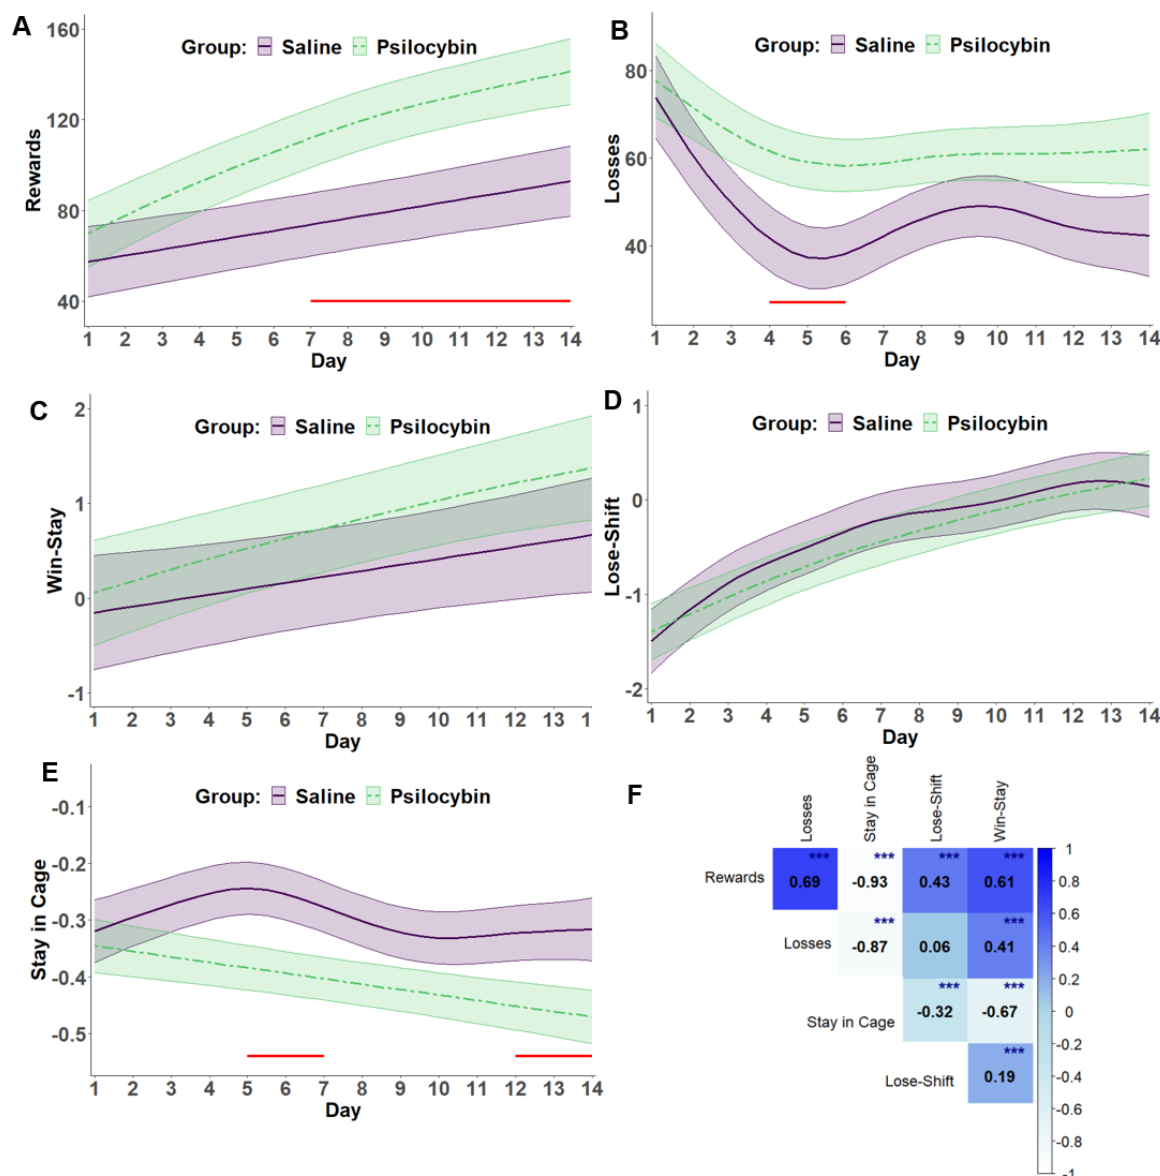 A
Group: Saline Psilocybin
160
120
80
40
Rewards
1 2 3 4 5 6 7 8 9 10 11 12 13 14
Day
B
Group: Saline Psilocybin
80
60
40
Losses
1 2 3 4 5 6 7 8 9 10 11 12 13 14
Day
C
Group: Saline Psilocybin
2
1
0
-1
Win-Stay
1 2 3 4 5 6 7 8 9 10 11 12 13 1
Day
D
Group: Saline Psilocybin
1
0
-1
-2
Lose-Shift
1 2 3 4 5 6 7 8 9 10 11 12 13 14
Day
E
Group: Saline Psilocybin
-0.1
-0.2
-0.3
-0.4
-0.5
Stay in Cage
1 2 3 4 5 6 7 8 9 10 11 12 13 14
Day
F
Losses Stay in Cage Lose-Shift Win-Stay
*** *** *** ***
Rewards 0.69 -0.93 0.43 0.61
*** ***
Losses -0.87 0.06 0.41
*** ***
Stay in Cage -0.32 -0.67
***
Lose-Shift 0.19
1
0.8
0.6
0.4
0.2
0
-0.2
-0.4
-0.6
-0.8
-1